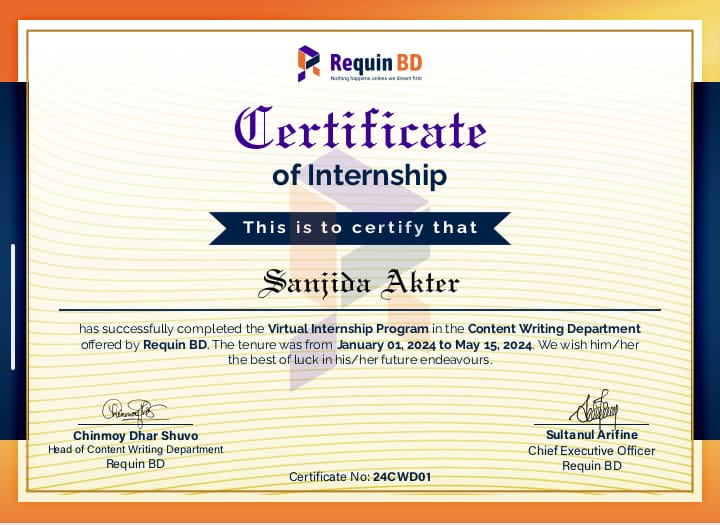 Requin BD
Nothing happens unless we dream first
Certificate
of Internship
This is to certify that
Sanjida Akter
has successfully completed the Virtual Internship Program in the Content Writing Department
offered by Requin BD. The tenure was from January 01, 2024 to May 15, 2024. We wish him/her
the best of luck in his/her future endeavours.
Chinmoy Dhar Shuvo
Head of Content Writing Department
Requin BD
Sultanul Arifine
Chief Executive Officer
Requin BD
Certificate No: 24CWD01